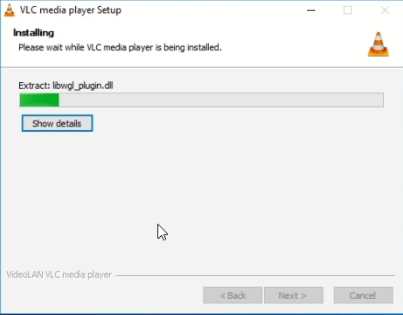 VLC media player Setup
Installing
Please wait while VLC media player is being installed.
Extract: libwgl_plugin.dll
Show details
VideoLAN VLC media player
< Back
Next >
Cancel